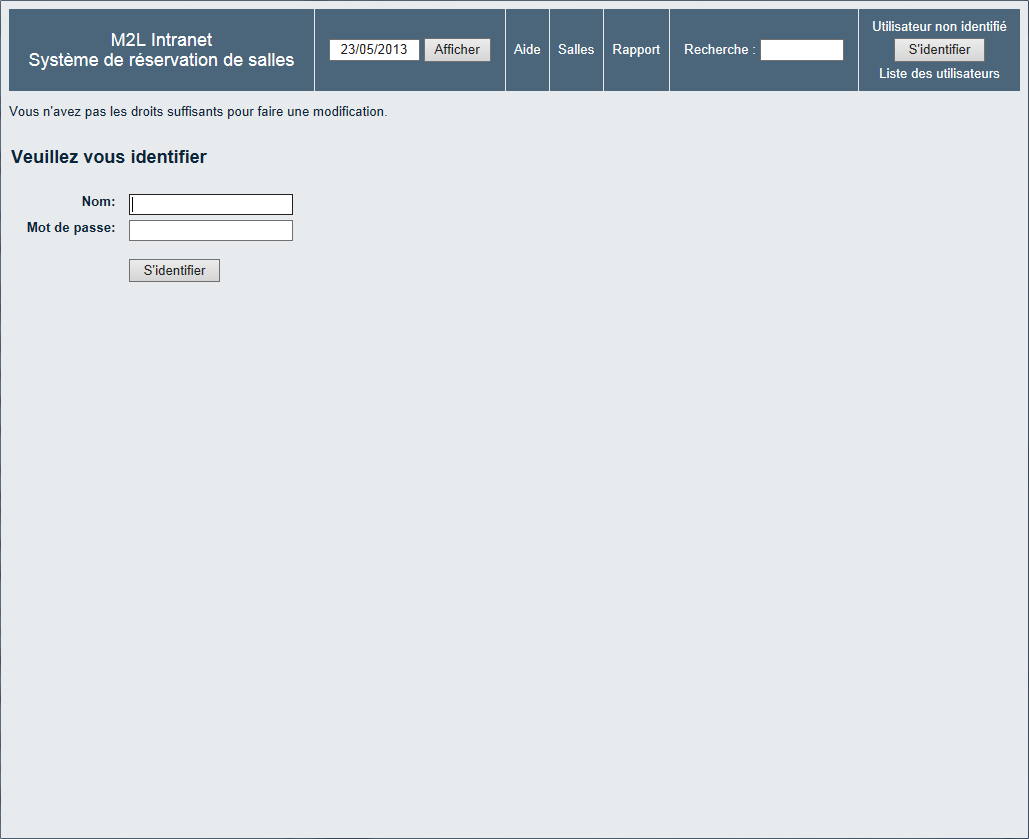 M2L Intranet
Système de réservation de salles
23/05/2013 Afficher
Aide
Salles
Rapport
Recherche :
Utilisateur non identifié
S'identifier
Liste des utilisateurs
Vous n'avez pas les droits suffisants pour faire une modification.
Veuillez vous identifier
Nom:
Mot de passe:
S'identifier